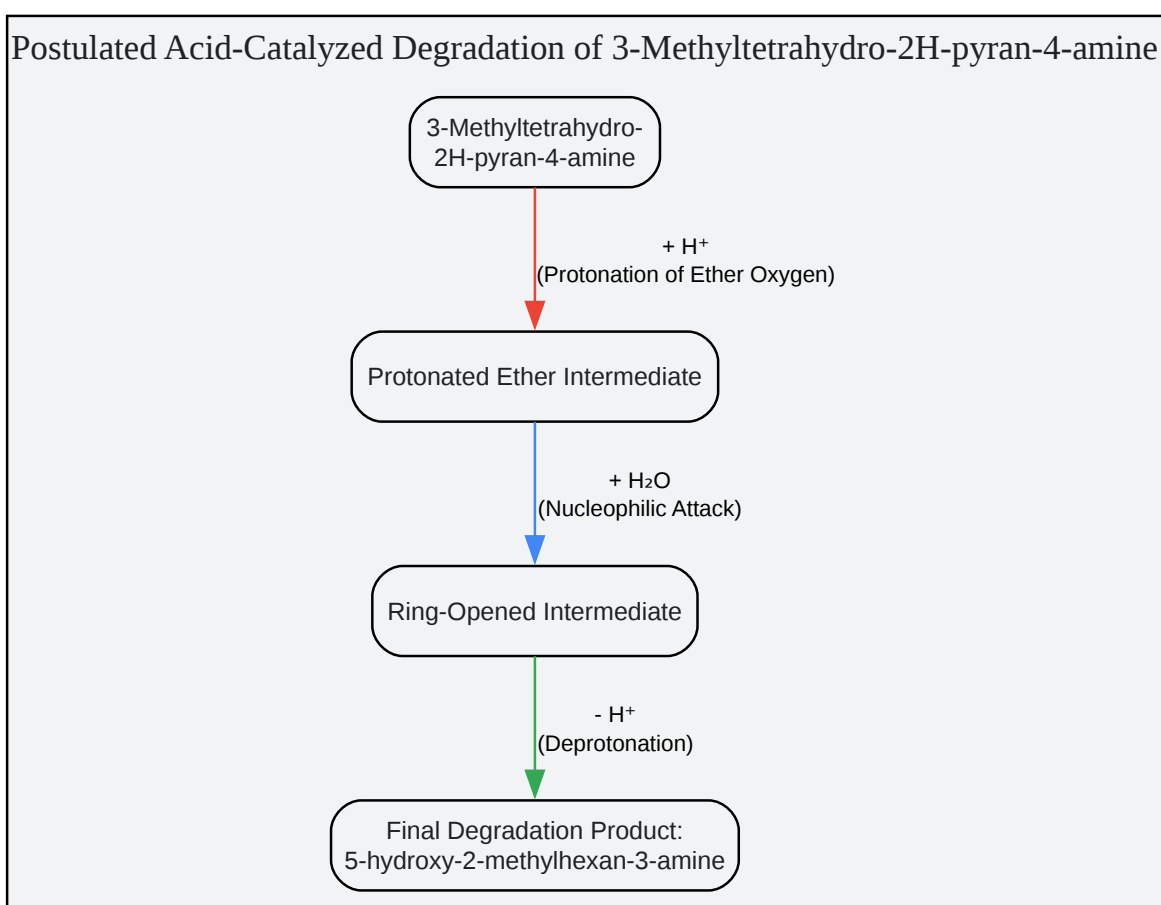 Postulated Acid-Catalyzed Degradation of 3-Methyltetrahydro-2H-pyran-4-amine
3-Methyltetrahydro-
2H-pyran-4-amine
+ H⁺
(Protonation of Ether Oxygen)
Protonated Ether Intermediate
+ H₂O
(Nucleophilic Attack)
Ring-Opened Intermediate
- H⁺
(Deprotonation)
Final Degradation Product:
5-hydroxy-2-methylhexan-3-amine